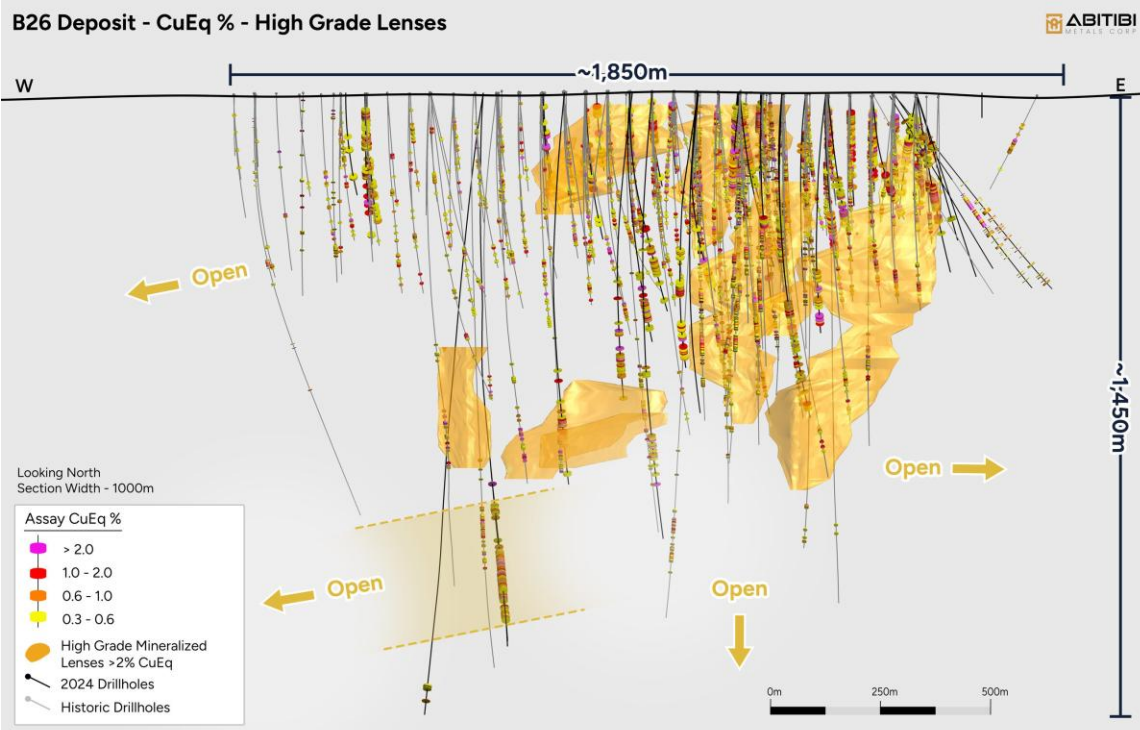 B26 Deposit - CuEq % - High Grade Lenses
ABITIBI
METALS CORP
~1,850m
W
E
Open
~1,450m
Open
Looking North
Section Width - 1000m
Assay CuEq %
> 2.0
1.0 - 2.0
0.6 - 1.0
0.3 - 0.6
High Grade Mineralized
Lenses >2% CuEq
2024 Drillholes
Historic Drillholes
Open
Open
0m
250m
500m